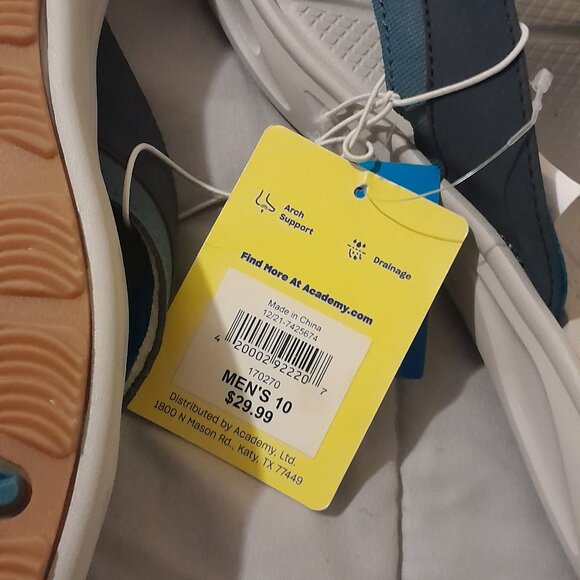 Arch
Support
Drainage
Find More At Academy.com
Made in China
12/21-7425674
4 20002 92220 7
170270
MEN'S 10
$29.99
Distributed by Academy, Ltd.
1800 N Mason Rd., Katy, TX 77449